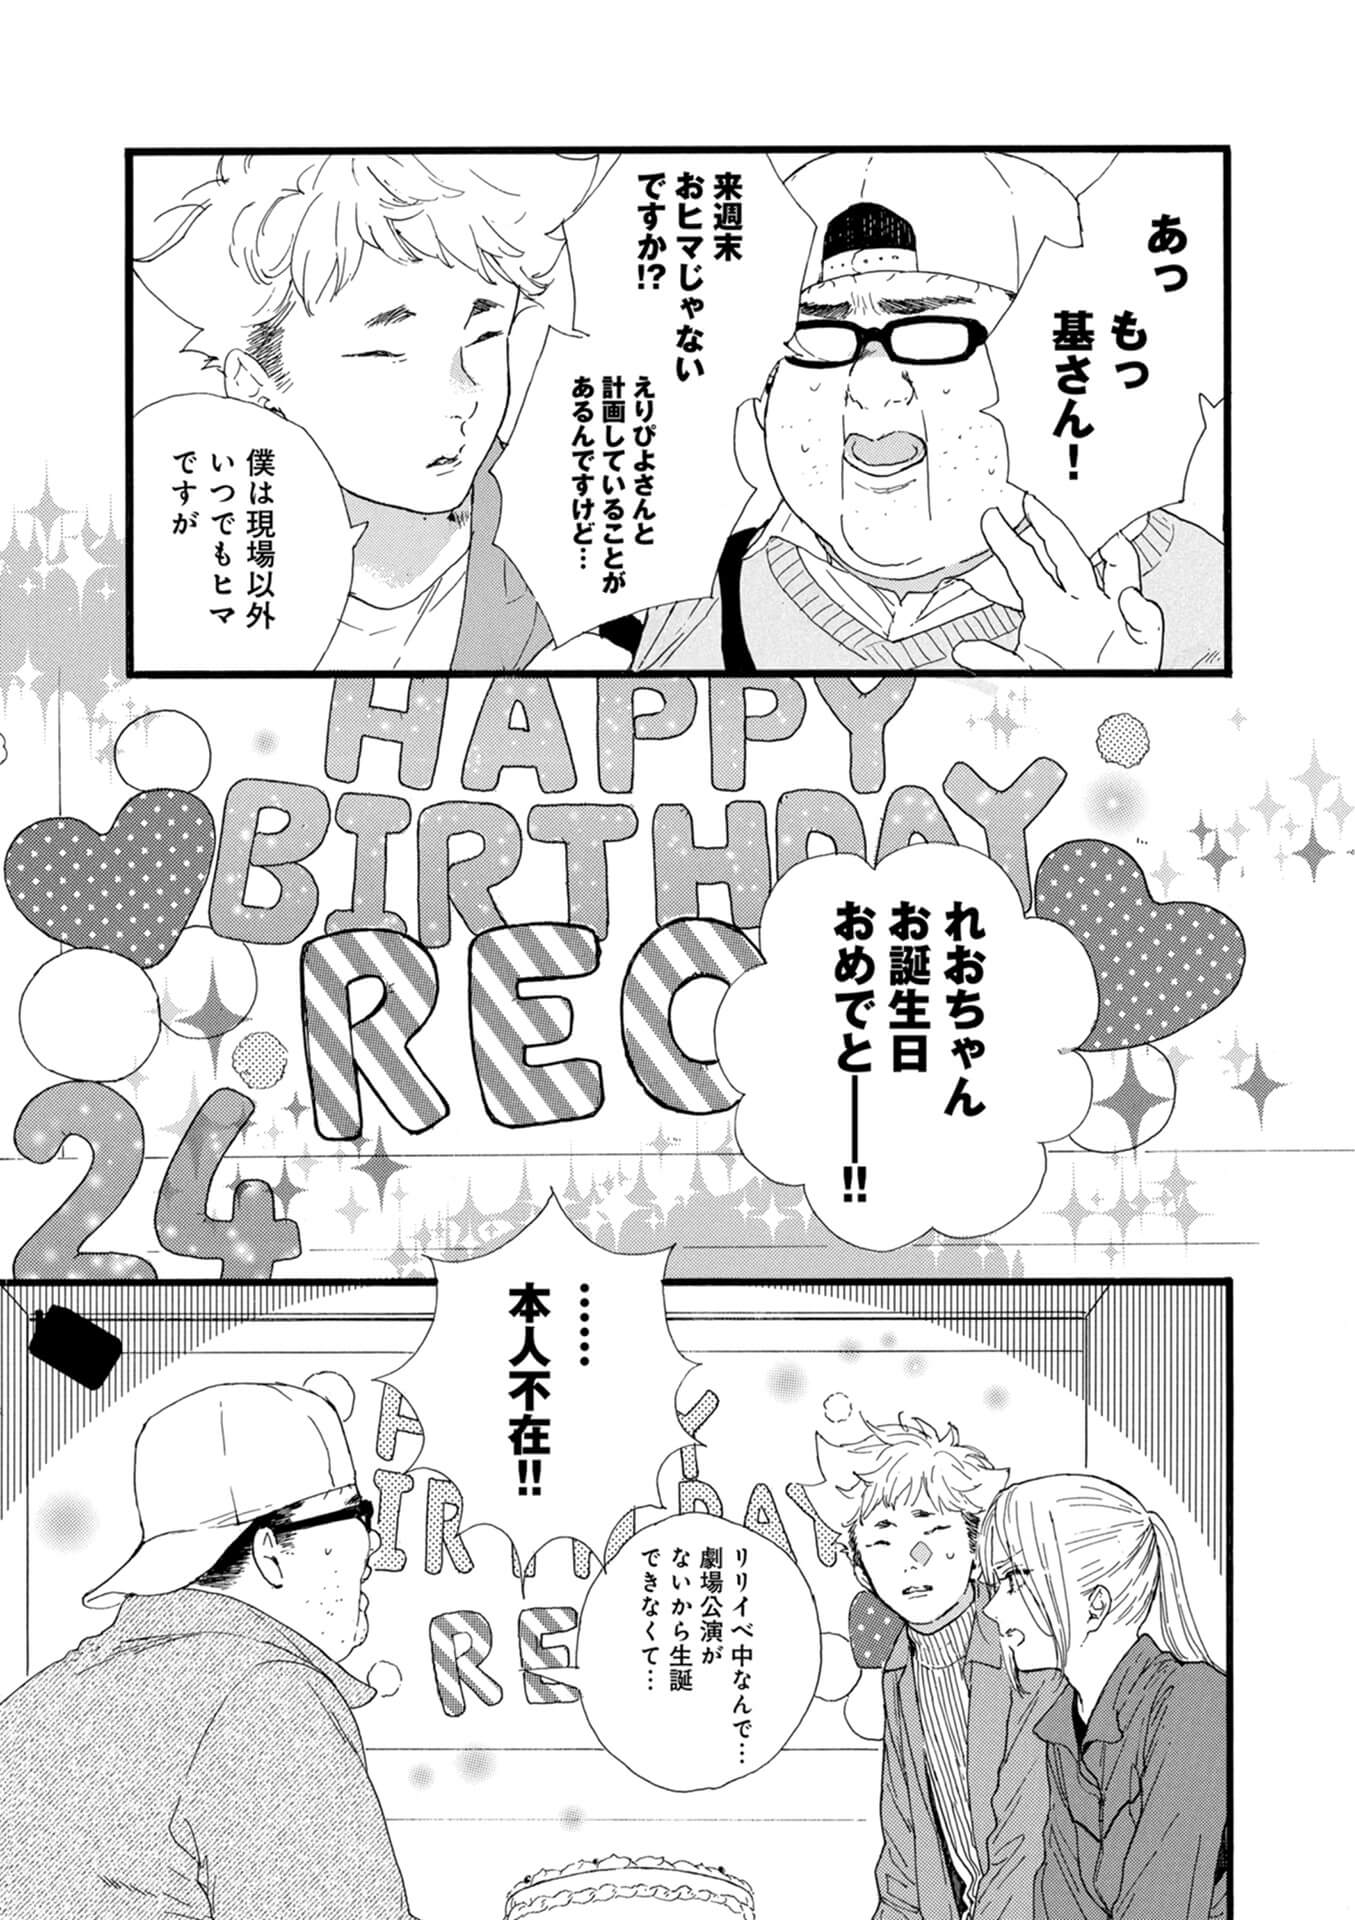 あっ
もっ
基さん！
来週末
おヒマじゃない
ですか!?
えりぴよさんと
計画していることが
あるんですけど…
僕は現場以外
いつでもヒマ
ですが
HAPPY
BIRTHDAY
REO
24
れおちゃん
お誕生日
おめでと――!!
……
本人不在!!
リリイベ中なんで…
劇場公演が
ないから生誕
できなくて…